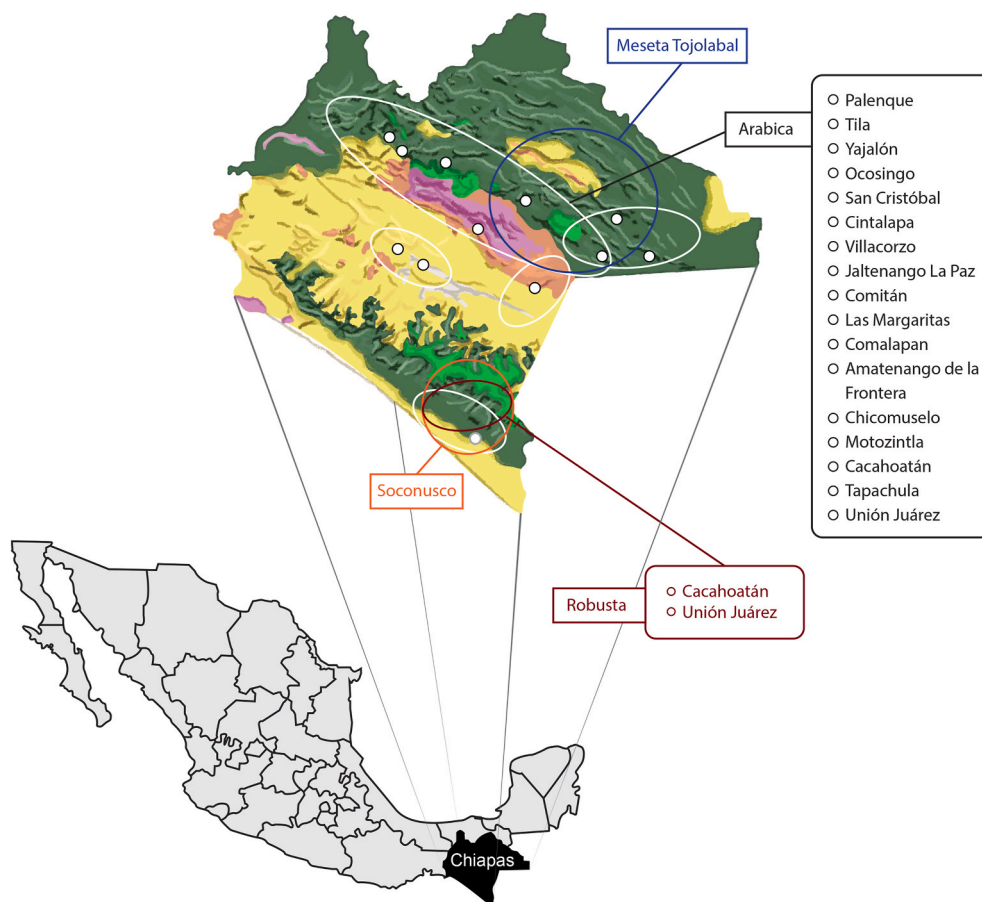 Meseta Tojolabal
Arabica
Palenque
Tila
Yajalón
Ocosingo
San Cristóbal
Cintalapa
Villacorzo
Jaltenango La Paz
Comitán
Las Margaritas
Comalapan
Amatenango de la
Frontera
Chicomuselo
Motozintla
Cacahoatán
Tapachula
Unión Juárez
Soconusco
Robusta
Cacahoatán
Unión Juárez
Chiapas